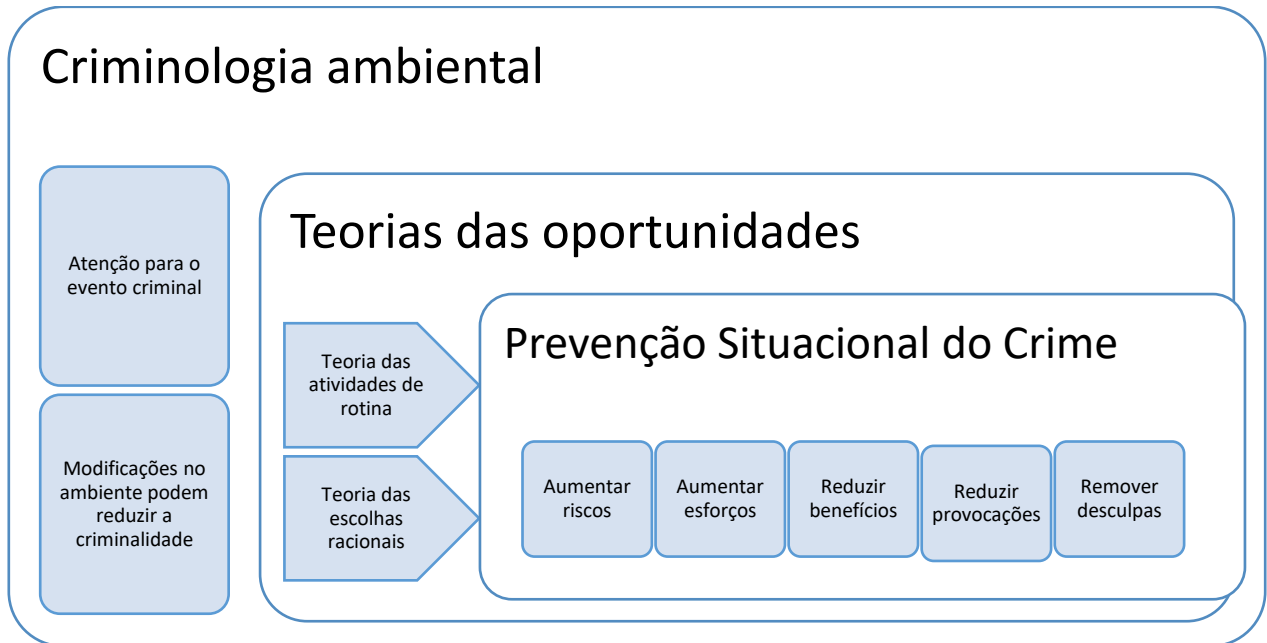 Criminologia ambiental
Atenção para o
evento criminal
Modificações no
ambiente podem
reduzir a
criminalidade
Teorias das oportunidades
Teoria das
atividades de
rotina
Teoria das
escolhas
racionais
Prevenção Situacional do Crime
Aumentar
riscos
Aumentar
esforços
Reduzir
benefícios
Reduzir
provocações
Remover
desculpas